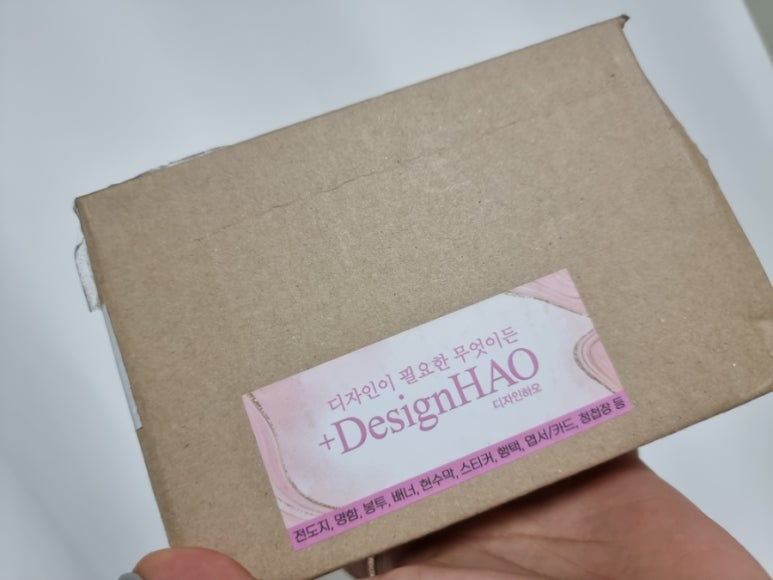 디자인이 필요한 무엇이든
+DesignHAO
디자인하오
전도지, 명함, 봉투, 배너, 현수막, 스티커, 행택, 엽서/카드, 청첩장 등